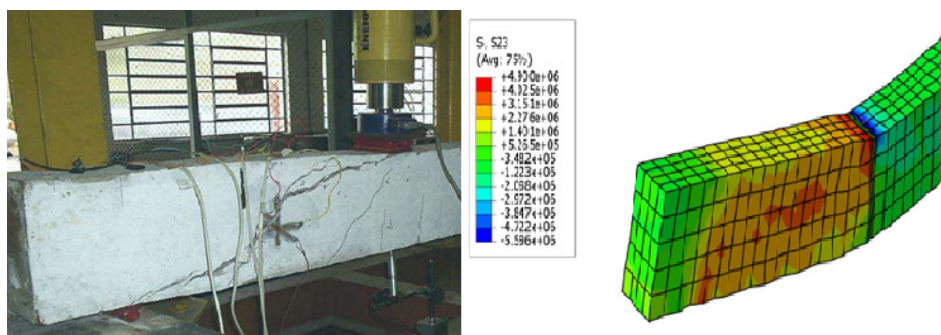 ENERP
S, S23
(Avg: 75%)
+4.900e+06
+4.025e+06
+3.151e+06
+2.276e+06
+1.401e+06
+5.265e+05
-3.482e+05
-1.223e+06
-2.098e+06
-2.972e+06
-3.847e+06
-4.722e+06
-5.596e+06